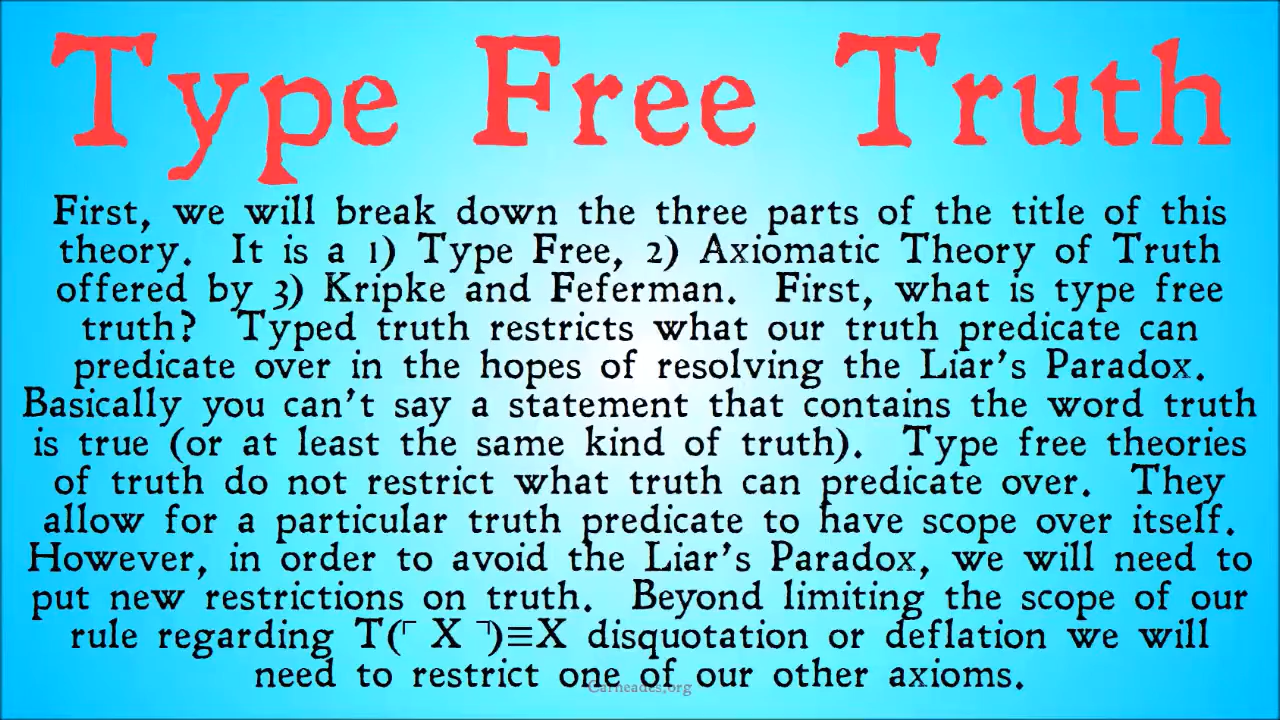 Type Free Truth
First, we will break down the three parts of the title of this
theory. It is a 1) Type Free, 2) Axiomatic Theory of Truth
offered by 3) Kripke and Feferman. First, what is type free
truth? Typed truth restricts what our truth predicate can
predicate over in the hopes of resolving the Liar's Paradox.
Basically you can't say a statement that contains the word truth
is true (or at least the same kind of truth). Type free theories
of truth do not restrict what truth can predicate over. They
allow for a particular truth predicate to have scope over itself.
However, in order to avoid the Liar's Paradox, we will need to
put new restrictions on truth. Beyond limiting the scope of our
rule regarding T(⌜ X ⌝)≡X disquotation or deflation we will
need to restrict one of our other axioms.
Carneades.org